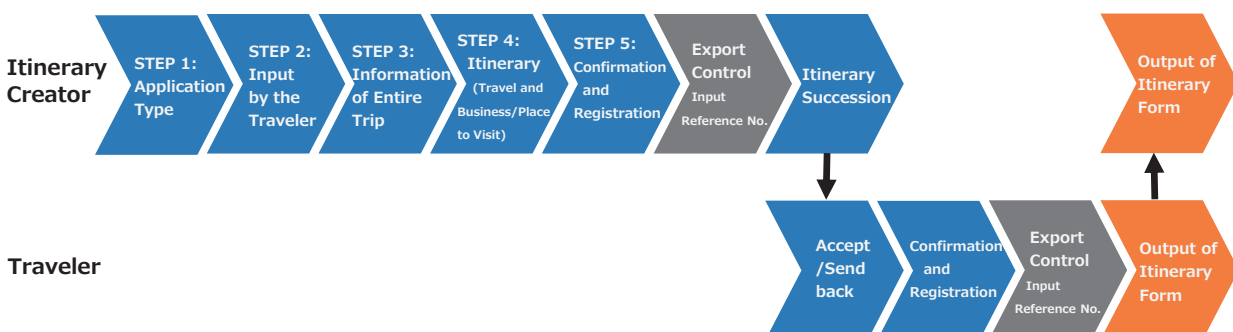 Itinerary
Creator
STEP 1:
Application
Type
STEP 2:
Input
by the
Traveler
STEP 3:
Information
of Entire
Trip
STEP 4:
Itinerary
(Travel and
Business/Place
to Visit)
STEP 5:
Confirmation
and
Registration
Export
Control
Input
Reference No.
Itinerary
Succession
Output of
Itinerary
Form
Traveler
Accept
/Send
back
Confirmation
and
Registration
Export
Control
Input
Reference No.
Output of
Itinerary
Form